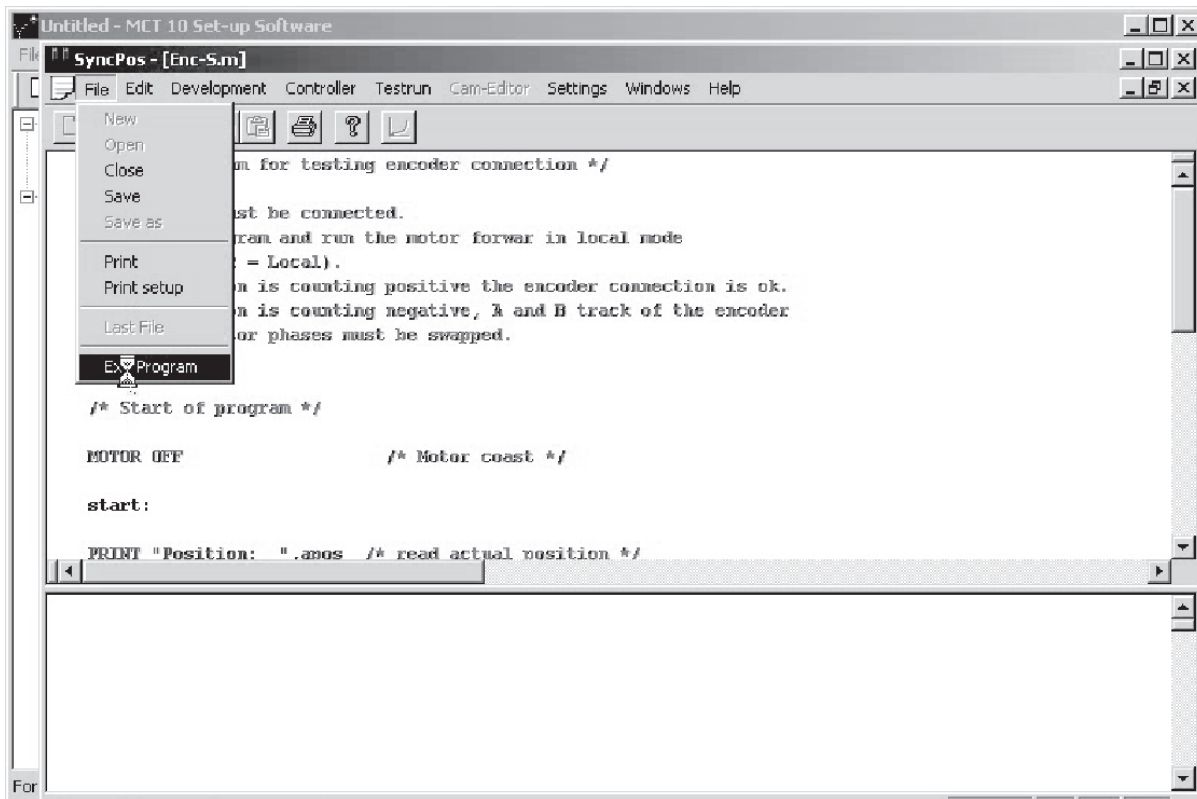 Untitled - MCT 10 Set-up Software
File
SyncPos - [Enc-S.m]
File Edit Development Controller Testrun Cam-Editor Settings Windows Help
New
Open
Close
Save
Save as
Print
Print setup
Last File
Program
for testing encoder connection */
be connected.
and run the motor forwar in local mode
= Local).
is counting positive the encoder connection is ok.
is counting negative, A and B track of the encoder
phases must be swapped.
/* Start of program */
MOTOR OFF /* Motor coast */
start:
PRINT "Position: ",apos /* read actual position */
For